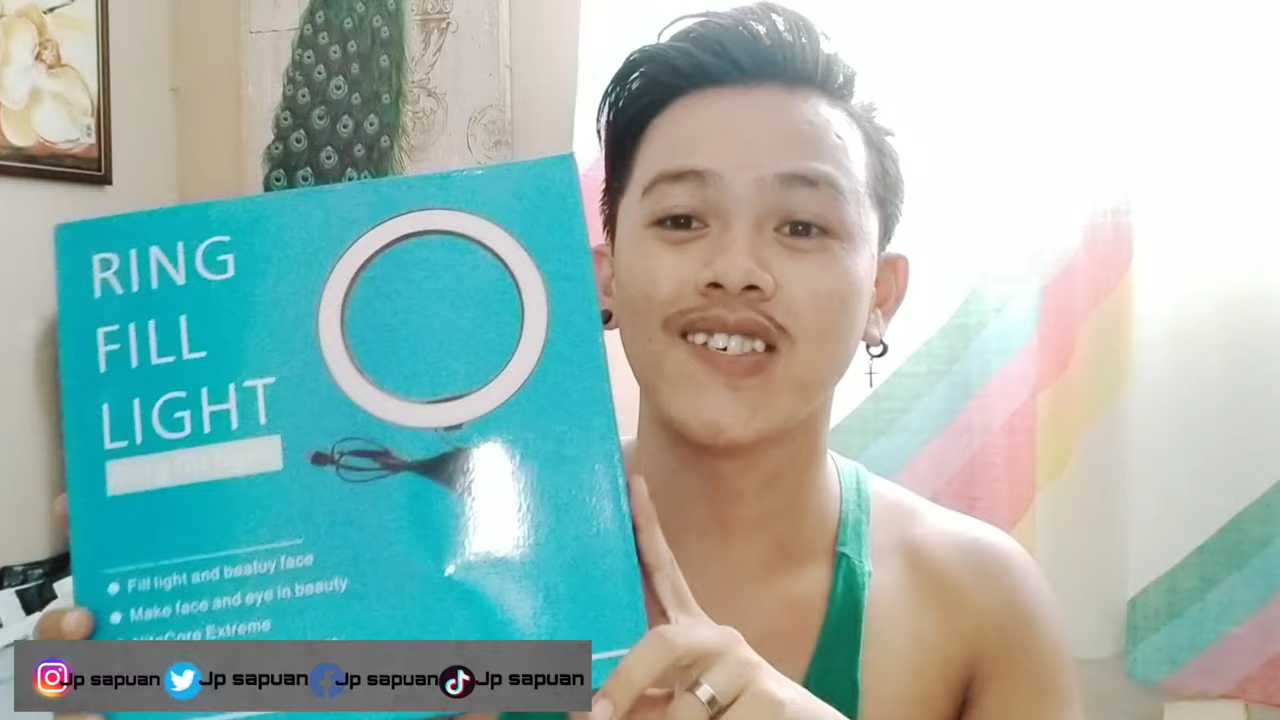 RING
FILL
LIGHT
Fill light and beatuy face
Make face and eye in beauty
Jp sapuan Jp sapuan Jp sapuan Jp sapuan